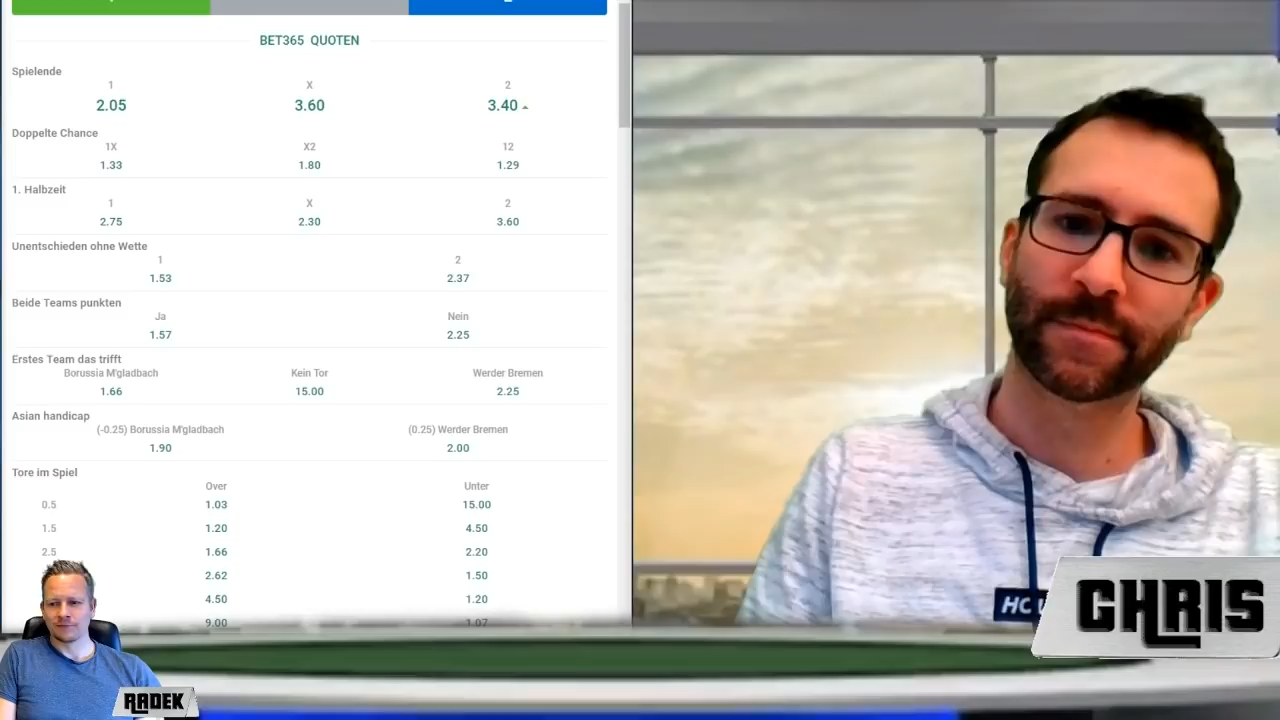 BET365 QUOTEN
Spielende
1 X 2
2.05 3.60 3.40
Doppelte Chance
1X X2 12
1.33 1.80 1.29
1. Halbzeit
1 X 2
2.75 2.30 3.60
Unentschieden ohne Wette
1 2
1.53 2.37
Beide Teams punkten
Ja Nein
1.57 2.25
Erstes Team das trifft
Borussia M'gladbach Kein Tor Werder Bremen
1.66 15.00 2.25
Asian handicap
(-0.25) Borussia M'gladbach (0.25) Werder Bremen
1.90 2.00
Tore im Spiel
Over Unter
0.5 1.03 15.00
1.5 1.20 4.50
2.5 1.66 2.20
2.62 1.50
4.50 1.20
9.00 1.07
CHRIS
RADEK